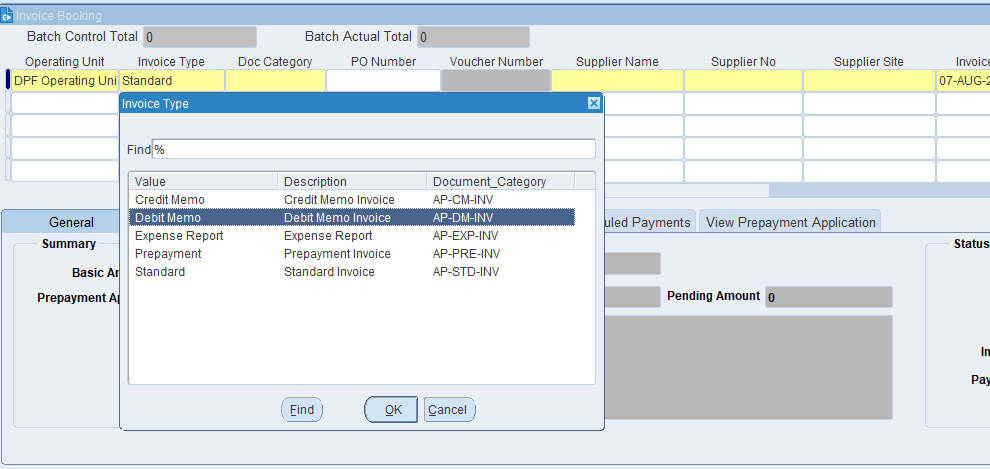 Invoice Booking
Batch Control Total 0 Batch Actual Total 0
Operating Unit Invoice Type Doc Category PO Number Voucher Number Supplier Name Supplier No Supplier Site Invoice
DPF Operating Uni Standard 07-AUG-2
Invoice Type
Find %
Value Description Document_Category
Credit Memo Credit Memo Invoice AP-CM-INV
Debit Memo Debit Memo Invoice AP-DM-INV
Expense Report Expense Report AP-EXP-INV
Prepayment Prepayment Invoice AP-PRE-INV
Standard Standard Invoice AP-STD-INV
Find OK Cancel
General uled Payments View Prepayment Application
Summary Status
Basic Am
Prepayment Ap Pending Amount 0
In
Pay